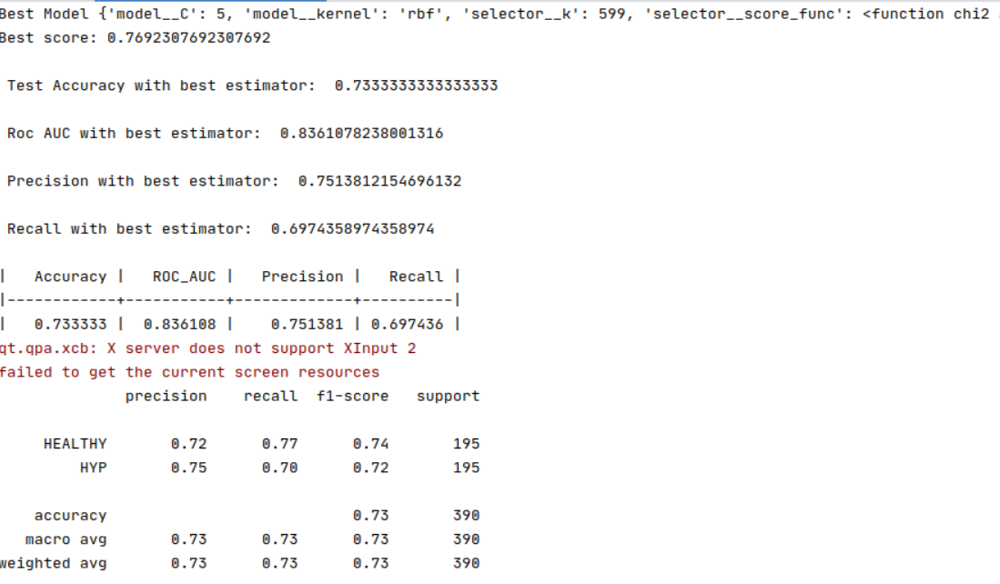 Best Model {'model__C': 5, 'model__kernel': 'rbf', 'selector__k': 599, 'selector__score_func': <function chi2
Best score: 0.7692307692307692
Test Accuracy with best estimator:  0.7333333333333333
Roc AUC with best estimator:  0.8361078238001316
Precision with best estimator:  0.7513812154696132
Recall with best estimator:  0.6974358974358974
|   Accuracy |   ROC_AUC |   Precision |   Recall |
|------------+-----------+-------------+----------|
|   0.733333 |  0.836108 |    0.751381 | 0.697436 |
qt.qpa.xcb: X server does not support XInput 2
failed to get the current screen resources
precision    recall  f1-score   support
HEALTHY       0.72      0.77      0.74       195
HYP       0.75      0.70      0.72       195
accuracy                           0.73       390
macro avg       0.73      0.73      0.73       390
weighted avg       0.73      0.73      0.73       390